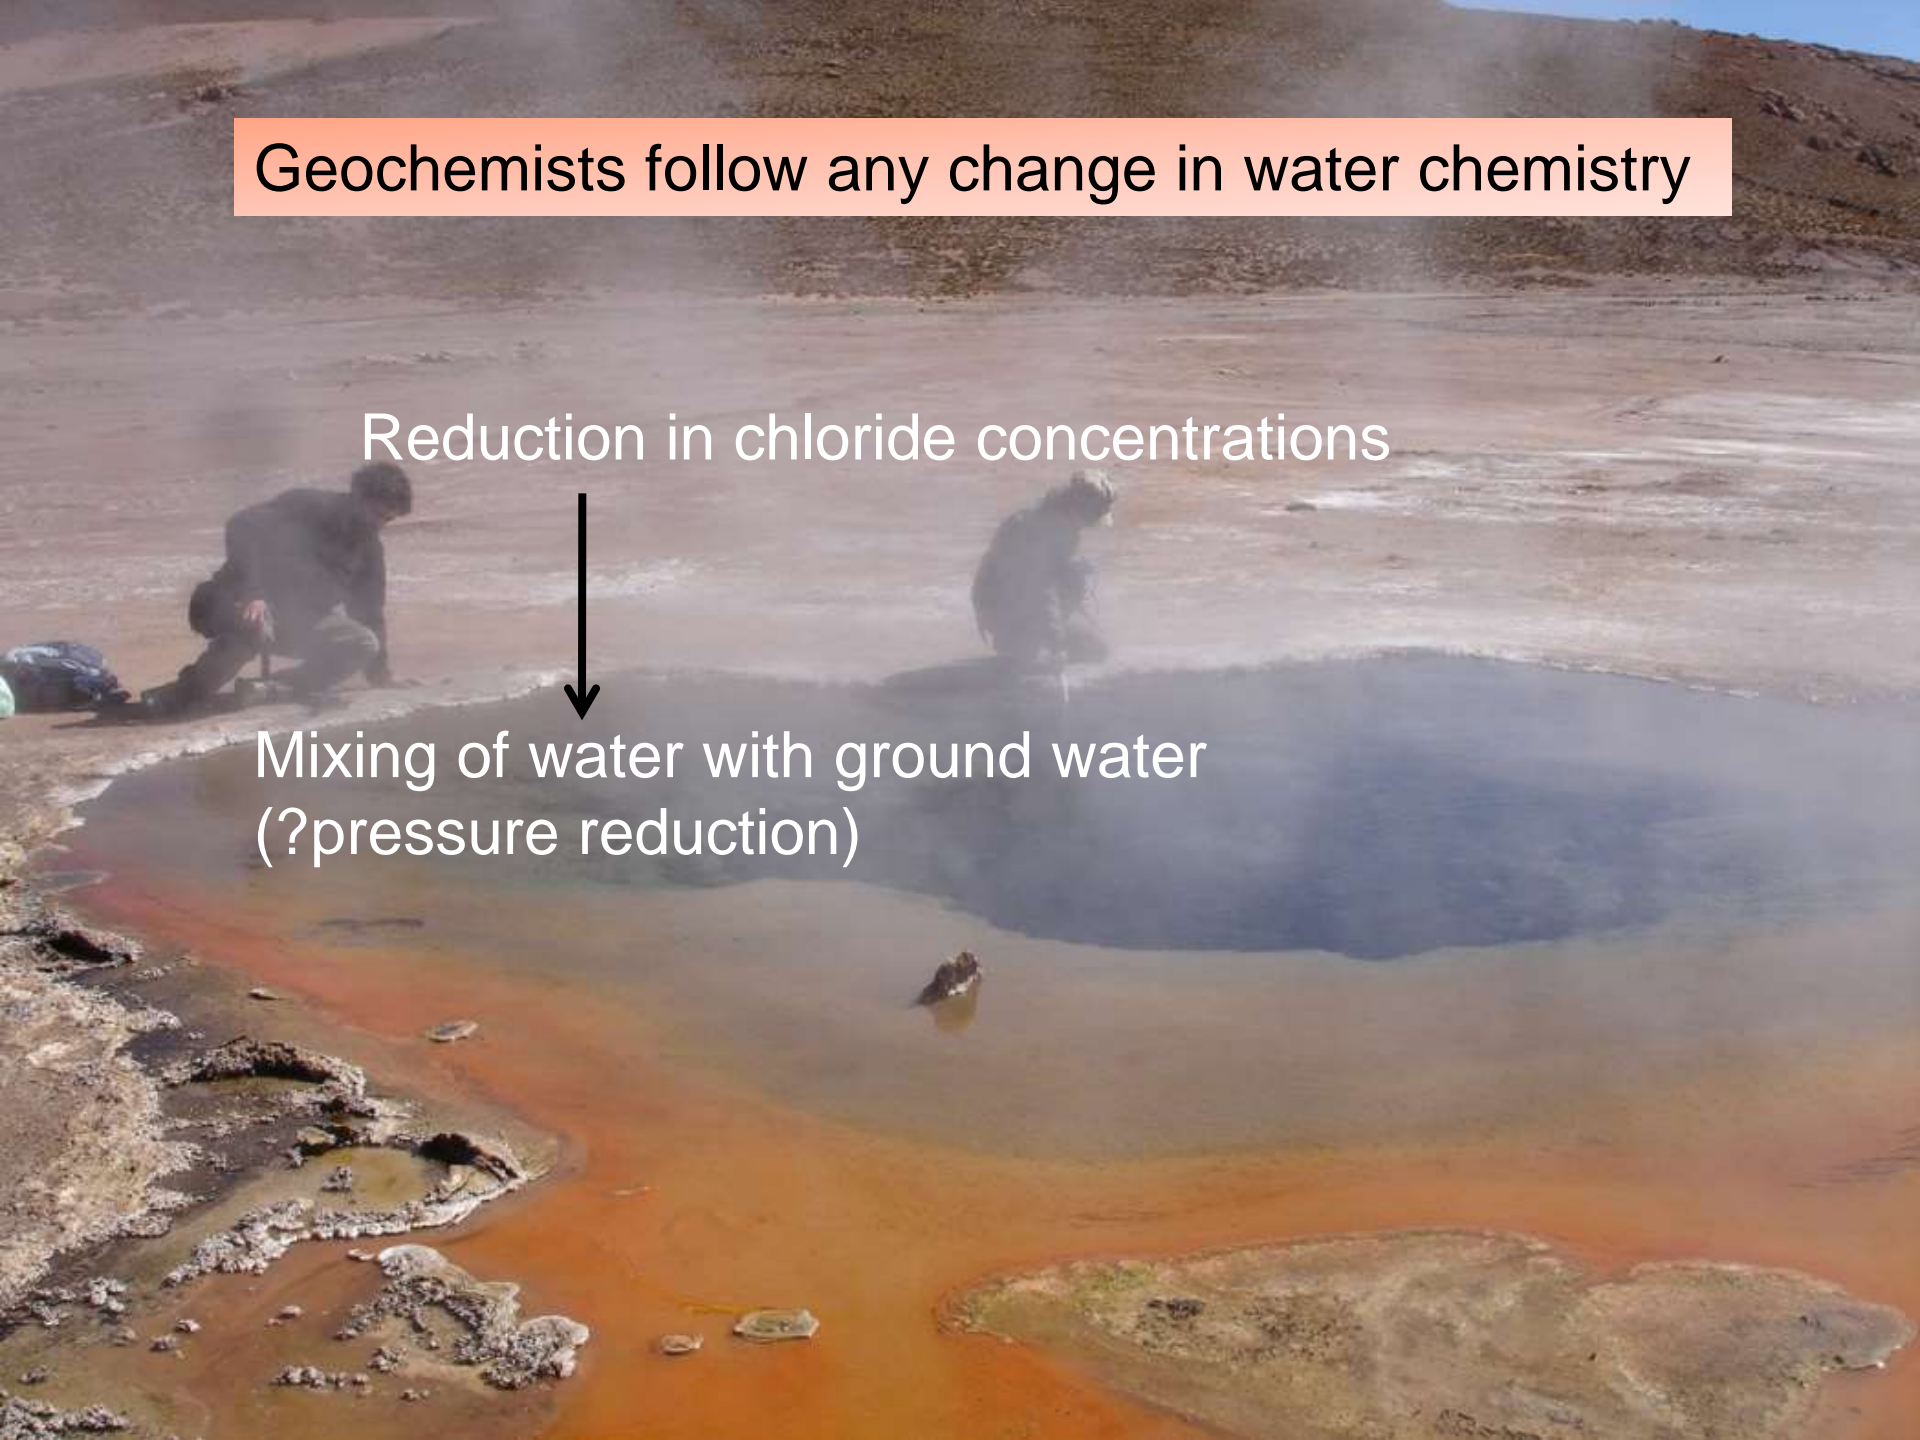 Geochemists follow any change in water chemistry
Reduction in chloride concentrations
Mixing of water with ground water
(?pressure reduction)